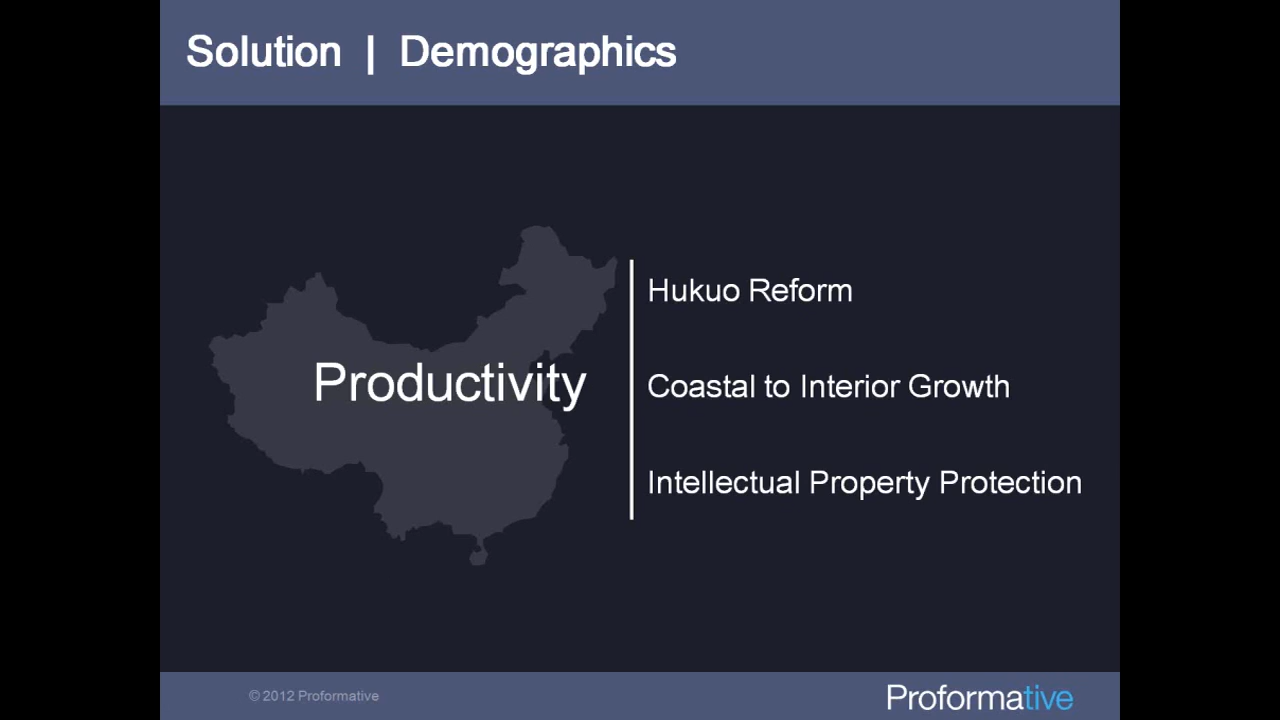 Solution | Demographics
Productivity
Hukuo Reform
Coastal to Interior Growth
Intellectual Property Protection
© 2012 Proformative
Proformative